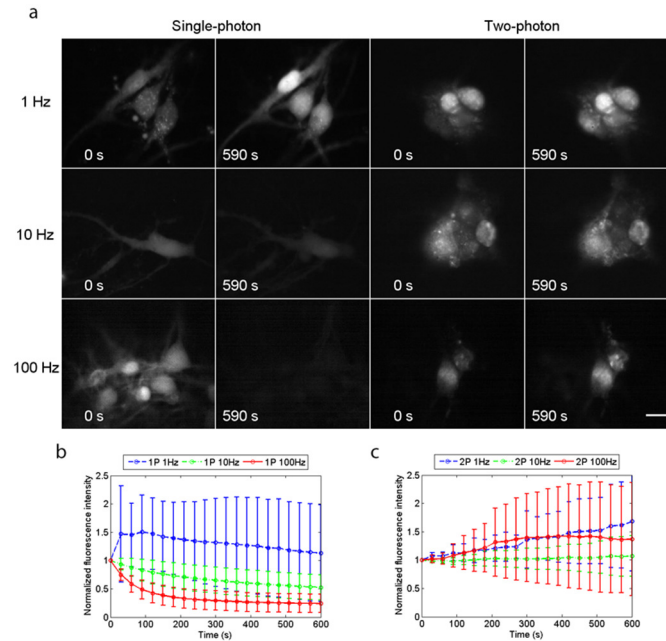 a
Single-photon Two-photon
1 Hz
0 s 590 s 0 s 590 s
10 Hz
0 s 590 s 0 s 590 s
100 Hz
0 s 590 s 0 s 590 s
b
1P 1Hz 1P 10Hz 1P 100Hz
Normalized fluorescence intensity
2.5
2
1.5
1
0.5
0
0 100 200 300 400 500 600
Time (s)
c
2P 1Hz 2P 10Hz 2P 100Hz
Normalized fluorescence intensity
2.5
2
1.5
1
0.5
0
0 100 200 300 400 500 600
Time (s)